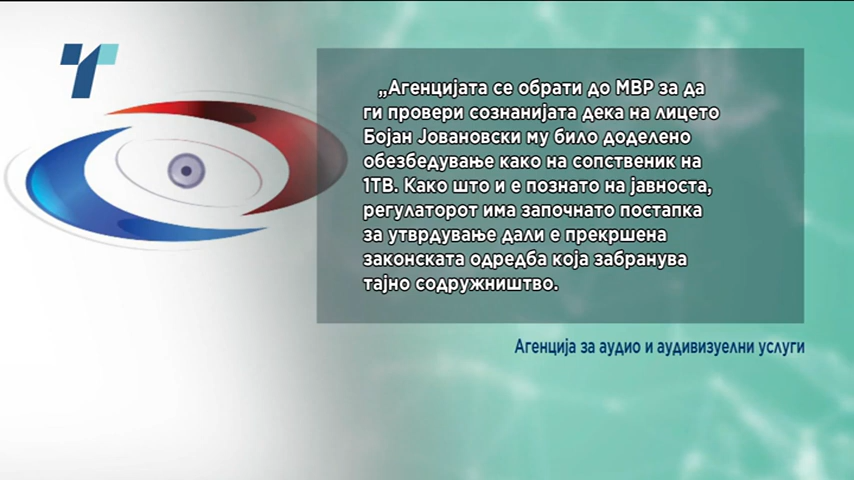 „Агенцијата се обрати до МВР за да
ги провери сознанијата дека на лицето
Бојан Јовановски му било доделено
обезбедување како на сопственик на
1ТВ. Како што и е познато на јавноста,
регулаторот има започнато постапка
за утврдување дали е прекршена
законската одредба која забранува
тајно содружништво.
Агенција за аудио и аудивизуелни услуги